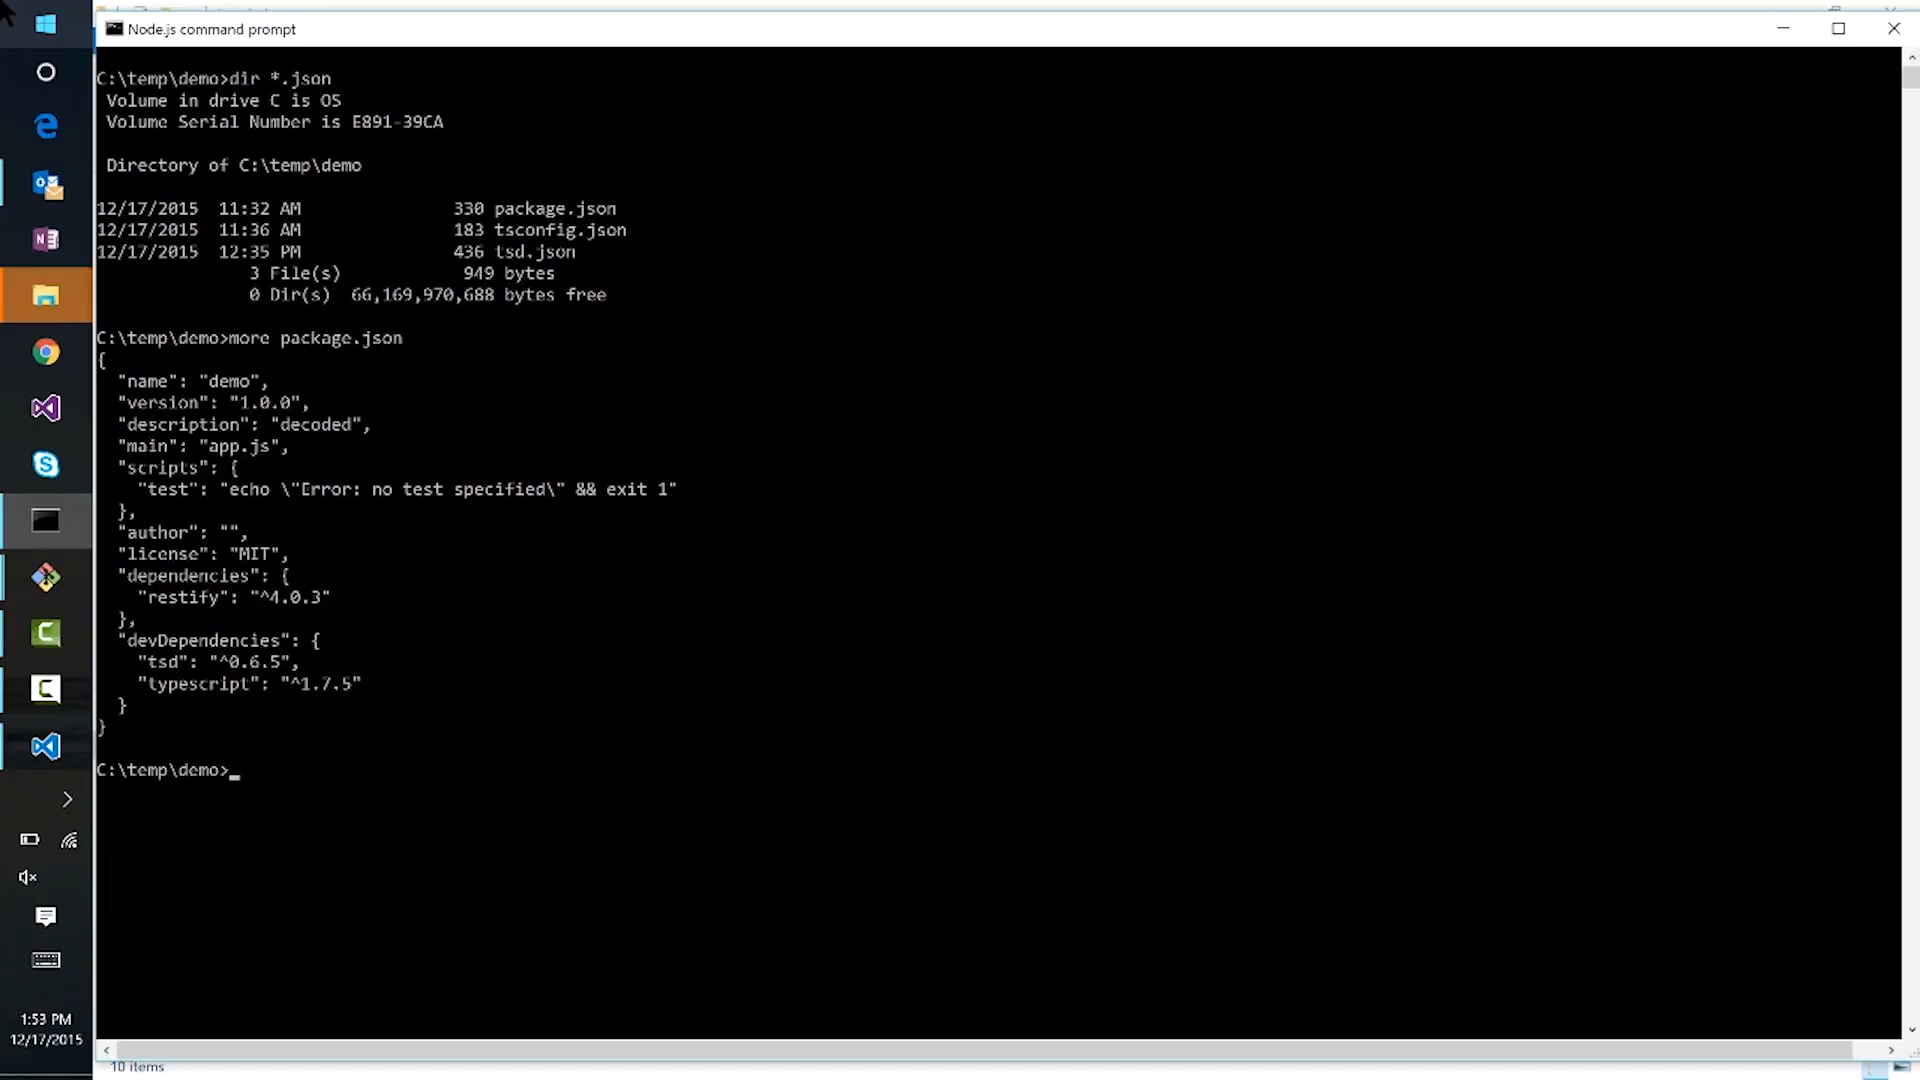 Node.js command prompt
C:\temp\demo>dir *.json
Volume in drive C is OS
Volume Serial Number is E891-39CA
Directory of C:\temp\demo
12/17/2015  11:32 AM               330 package.json
12/17/2015  11:36 AM               183 tsconfig.json
12/17/2015  12:35 PM               436 tsd.json
3 File(s)            949 bytes
0 Dir(s)  66,169,970,688 bytes free
C:\temp\demo>more package.json
{
"name": "demo",
"version": "1.0.0",
"description": "decoded",
"main": "app.js",
"scripts": {
"test": "echo \"Error: no test specified\" && exit 1"
},
"author": "",
"license": "MIT",
"dependencies": {
"restify": "^4.0.3"
},
"devDependencies": {
"tsd": "^0.6.5",
"typescript": "^1.7.5"
}
}
C:\temp\demo>_
1:53 PM
12/17/2015
10 items